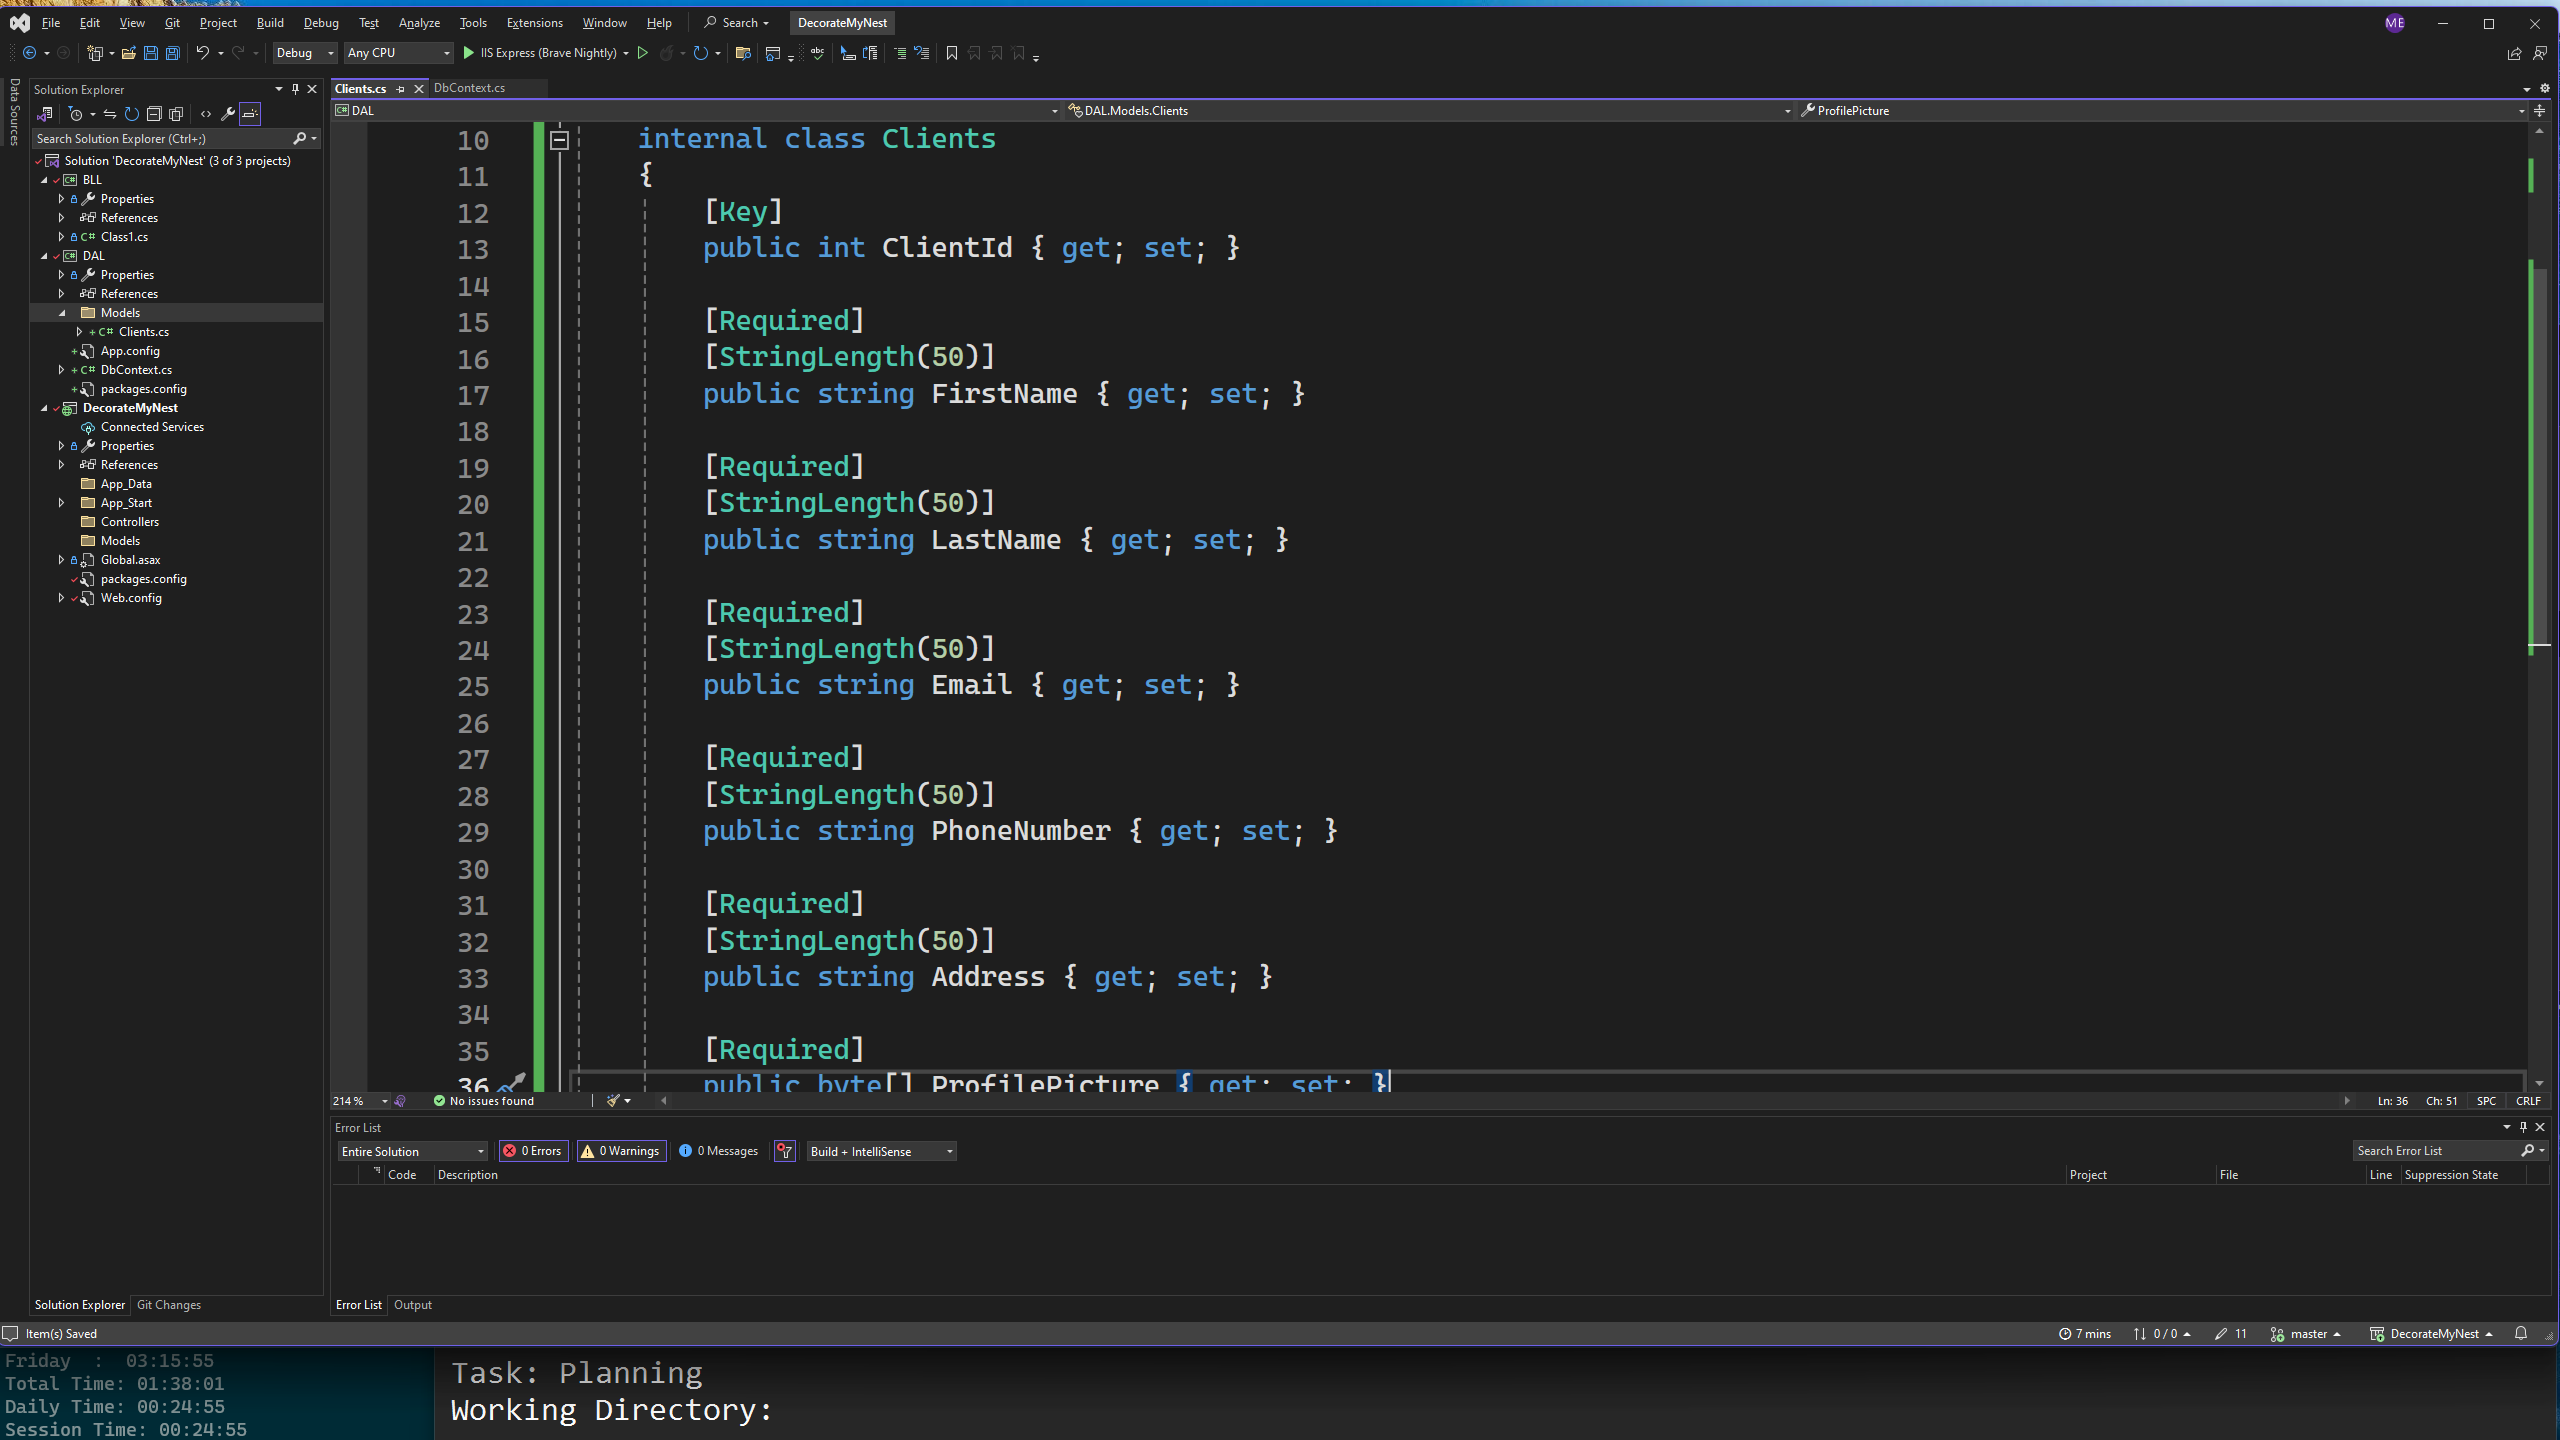 File Edit View Git Project Build Debug Test Analyze Tools Extensions Window Help Search DecorateMyNest ME
Debug Any CPU IIS Express (Brave Nightly) abc
Data Sources
Solution Explorer
Search Solution Explorer (Ctrl+;)
Solution 'DecorateMyNest' (3 of 3 projects)
BLL
Properties
References
C# Class1.cs
DAL
Properties
References
Models
C# Clients.cs
App.config
C# DbContext.cs
packages.config
DecorateMyNest
Connected Services
Properties
References
App_Data
App_Start
Controllers
Models
Global.asax
packages.config
Web.config
Solution Explorer Git Changes
Clients.cs DbContext.cs
DAL DAL.Models.Clients ProfilePicture
10 internal class Clients
11 {
12 [Key]
13 public int ClientId { get; set; }
14
15 [Required]
16 [StringLength(50)]
17 public string FirstName { get; set; }
18
19 [Required]
20 [StringLength(50)]
21 public string LastName { get; set; }
22
23 [Required]
24 [StringLength(50)]
25 public string Email { get; set; }
26
27 [Required]
28 [StringLength(50)]
29 public string PhoneNumber { get; set; }
30
31 [Required]
32 [StringLength(50)]
33 public string Address { get; set; }
34
35 [Required]
36 public byte[] ProfilePicture { get; set; }
214 % No issues found Ln: 36 Ch: 51 SPC CRLF
Error List
Entire Solution 0 Errors 0 Warnings 0 Messages Build + IntelliSense Search Error List
Code Description Project File Line Suppression State
Error List Output
Item(s) Saved 7 mins 0 / 0 11 master DecorateMyNest
Friday : 03:15:55
Total Time: 01:38:01
Daily Time: 00:24:55
Session Time: 00:24:55
Task: Planning
Working Directory: